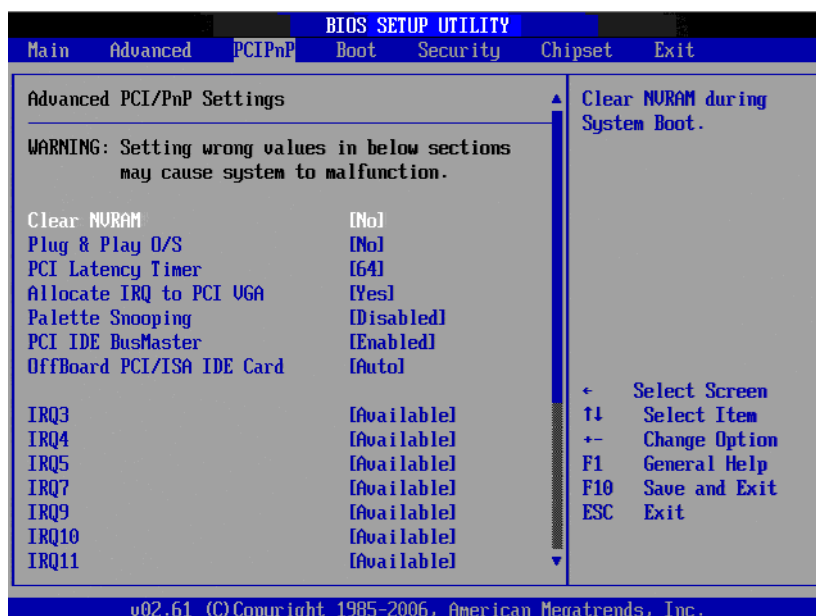 BIOS SETUP UTILITY
Main Advanced PCIPnP Boot Security Chipset Exit
Advanced PCI/PnP Settings
WARNING: Setting wrong values in below sections
may cause system to malfunction.
Clear NVRAM [No]
Plug & Play O/S [No]
PCI Latency Timer [64]
Allocate IRQ to PCI VGA [Yes]
Palette Snooping [Disabled]
PCI IDE BusMaster [Enabled]
OffBoard PCI/ISA IDE Card [Auto]
IRQ3 [Available]
IRQ4 [Available]
IRQ5 [Available]
IRQ7 [Available]
IRQ9 [Available]
IRQ10 [Available]
IRQ11 [Available]
Clear NVRAM during
System Boot.
← Select Screen
↑↓ Select Item
+- Change Option
F1 General Help
F10 Save and Exit
ESC Exit
v02.61 (C)Copyright 1985-2006, American Megatrends, Inc.